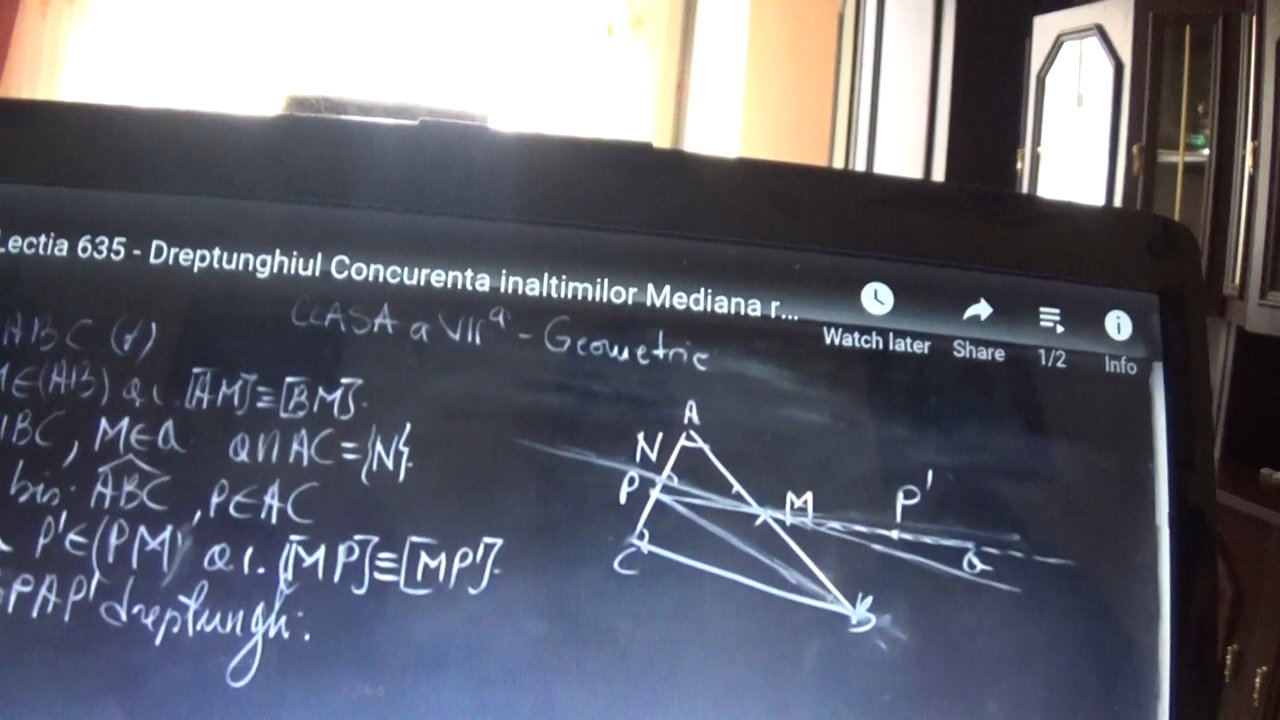 Lectia 635 - Dreptunghiul Concurenta inaltimilor Mediana r...
Watch later
Share
1/2
Info
CLASA a VII a - Geometrie
ABC
∈(AB) a.i. [AM]≡[BM].
BC, M∈a a∩AC={N}.
bis. ABC, P∈AC
P'∈(PM a.i. [MP]≡[MP'].
PAP' dreptungh.
A
N
P
M
P'
C
a
B